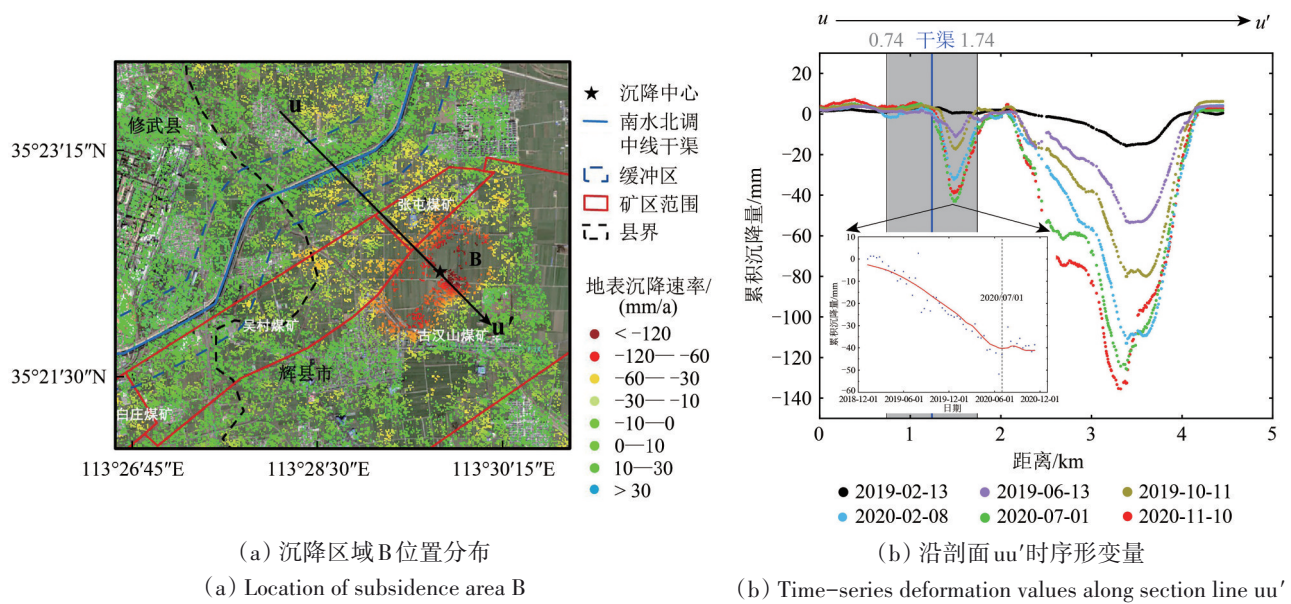 u
修武县
35°23′15″N
张屯煤矿
B
吴村煤矿
u′
古汉山煤矿
35°21′30″N
辉县市
白庄煤矿
113°26′45″E 113°28′30″E 113°30′15″E
沉降中心
南水北调
中线干渠
缓冲区
矿区范围
县界
地表沉降速率/
(mm/a)
< -120
-120— -60
-60— -30
-30— -10
-10—0
0—10
10—30
> 30
(a) 沉降区域B位置分布
(a) Location of subsidence area B
u u′
0.74 干渠 1.74
20
0
-20
-40
-60
-80
-100
-120
-140
累积沉降量/mm
10
0
-10
-20
-30
-40
-50
-60
累积沉降量/mm
2020/07/01
2018-12-01 2019-06-01 2019-12-01 2020-06-01 2020-12-01
日期
0 1 2 3 4 5
距离/km
2019-02-13 2019-06-13 2019-10-11
2020-02-08 2020-07-01 2020-11-10
(b) 沿剖面uu′时序形变量
(b) Time-series deformation values along section line uu′